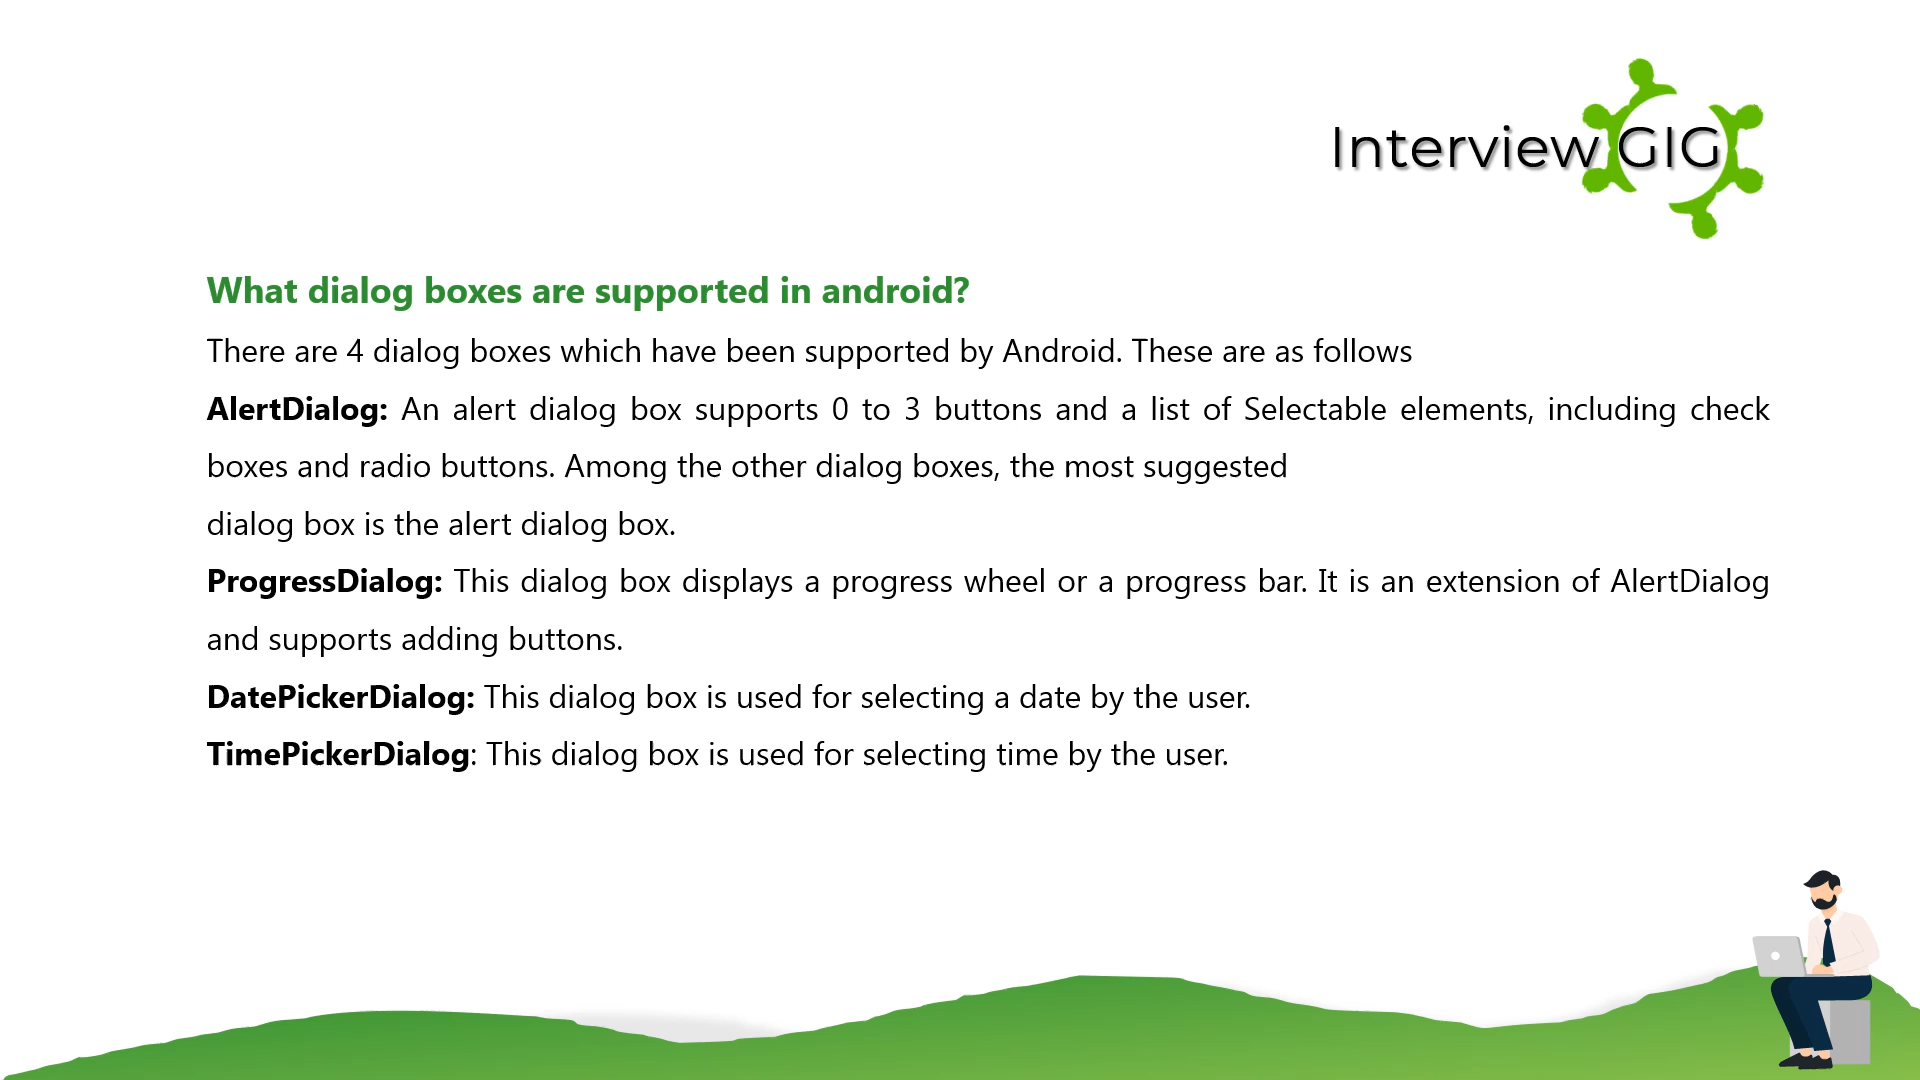 Interview GIG
What dialog boxes are supported in android?
There are 4 dialog boxes which have been supported by Android. These are as follows
AlertDialog: An alert dialog box supports 0 to 3 buttons and a list of Selectable elements, including check
boxes and radio buttons. Among the other dialog boxes, the most suggested
dialog box is the alert dialog box.
ProgressDialog: This dialog box displays a progress wheel or a progress bar. It is an extension of AlertDialog
and supports adding buttons.
DatePickerDialog: This dialog box is used for selecting a date by the user.
TimePickerDialog: This dialog box is used for selecting time by the user.